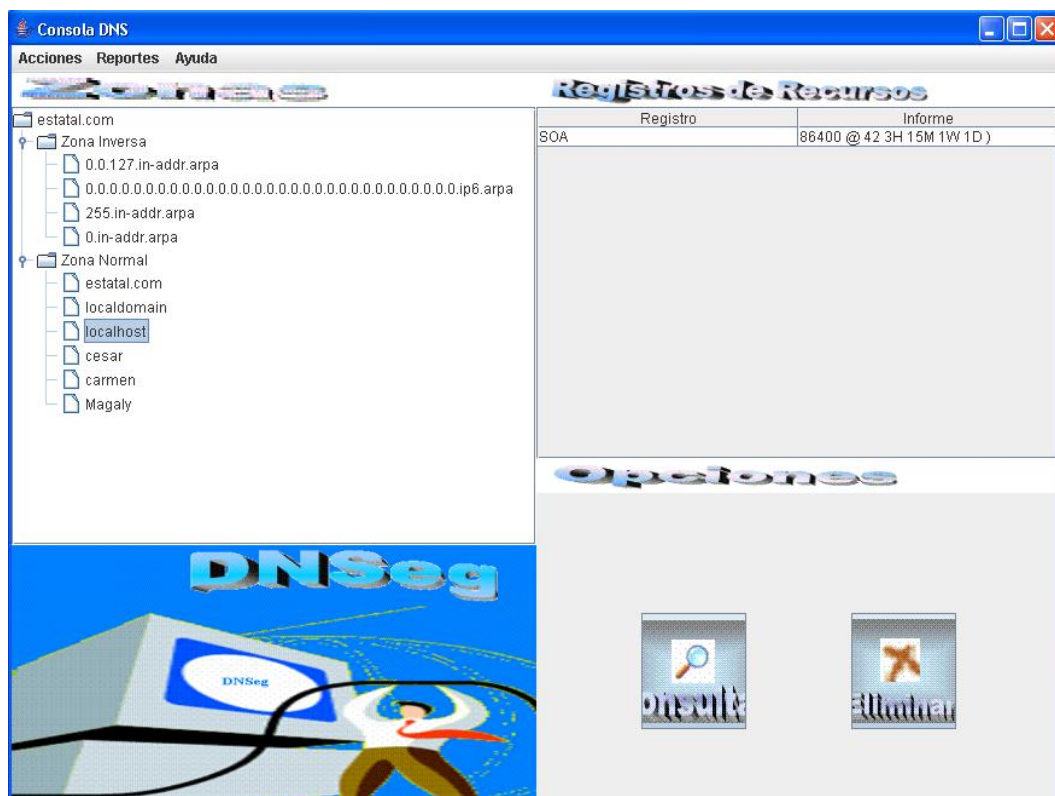 Consola DNS
Acciones Reportes Ayuda
Zonas
Registros de Recursos
estatal.com
Zona Inversa
0.0.127.in-addr.arpa
0.0.0.0.0.0.0.0.0.0.0.0.0.0.0.0.0.0.0.0.0.0.0.0.0.0.0.0.0.0.0.0.ip6.arpa
255.in-addr.arpa
0.in-addr.arpa
Zona Normal
estatal.com
localdomain
localhost
cesar
carmen
Magaly
Registro Informe
SOA 86400 @ 42 3H 15M 1W 1D )
Opciones
DNSeg
DNSeg
onsulta
Eliminar